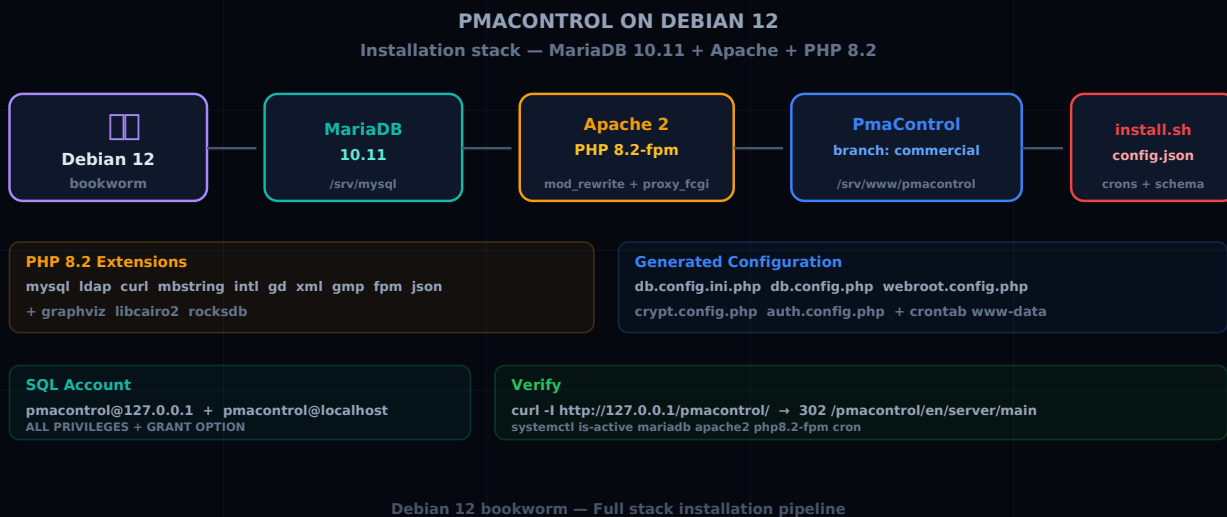 PMACONTROL ON DEBIAN 12
Installation stack — MariaDB 10.11 + Apache + PHP 8.2
Debian 12
bookworm
MariaDB
10.11
/srv/mysql
Apache 2
PHP 8.2-fpm
mod_rewrite + proxy_fcgi
PmaControl
branch: commercial
/srv/www/pmacontrol
install.sh
config.json
crons + schema
PHP 8.2 Extensions
mysql ldap curl mbstring intl gd xml gmp fpm json
+ graphviz libcairo2 rocksdb
Generated Configuration
db.config.ini.php db.config.php webroot.config.php
crypt.config.php auth.config.php + crontab www-data
SQL Account
pmacontrol@127.0.0.1 + pmacontrol@localhost
ALL PRIVILEGES + GRANT OPTION
Verify
curl -I http://127.0.0.1/pmacontrol/ → 302 /pmacontrol/en/server/main
systemctl is-active mariadb apache2 php8.2-fpm cron
Debian 12 bookworm — Full stack installation pipeline